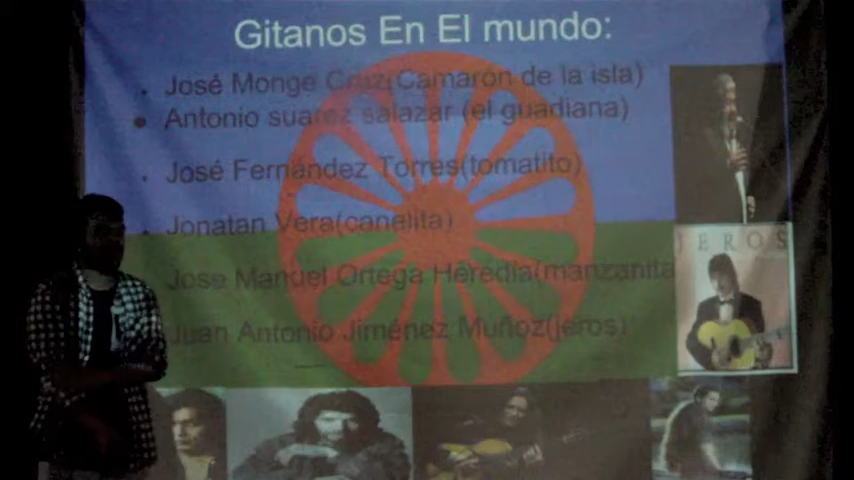 Gitanos En El mundo:
José Monge Cruz(Camarón de la isla)
Antonio suarez salazar (el guadiana)
José Fernández Torres(tomatito)
Jonatan Vera(canelita)
Jose Manuel Ortega Heredia(manzanita
Juan Antonio Jiménez Muñoz(jeros)
JEROS